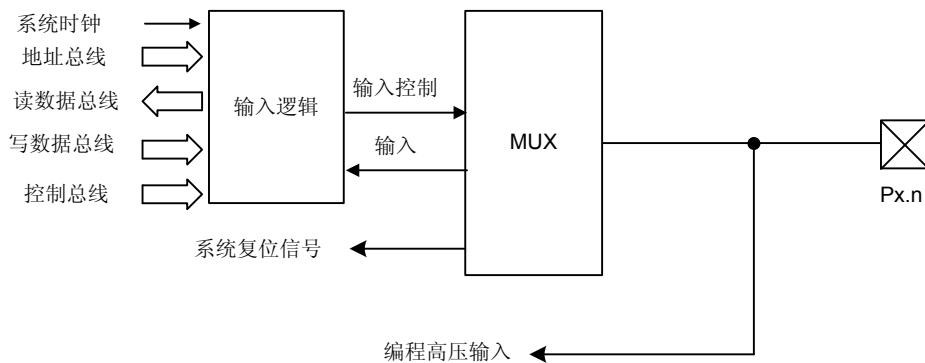 系统时钟
地址总线
读数据总线
写数据总线
控制总线
输入逻辑
输入控制
输入
系统复位信号
MUX
Px.n
编程高压输入